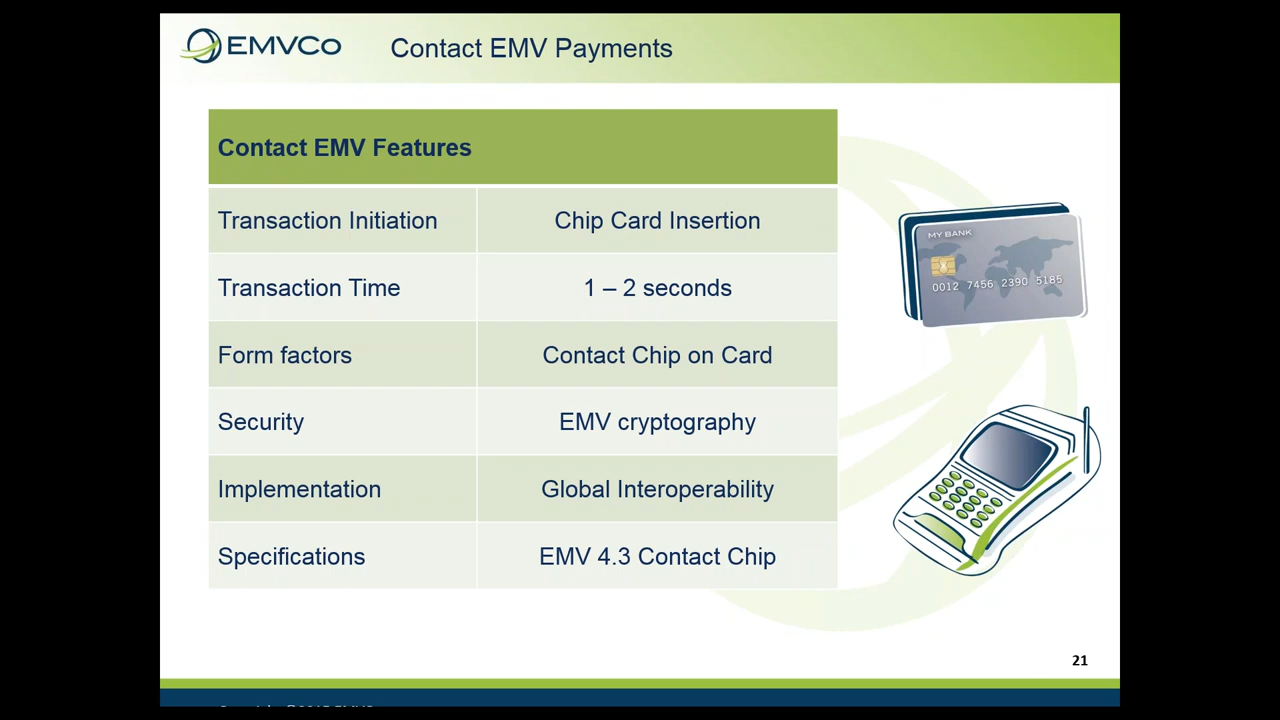 EMVCo
Contact EMV Payments
Contact EMV Features
Transaction Initiation Chip Card Insertion
Transaction Time 1 – 2 seconds
Form factors Contact Chip on Card
Security EMV cryptography
Implementation Global Interoperability
Specifications EMV 4.3 Contact Chip
MY BANK
0012 7456 2390 5185
21